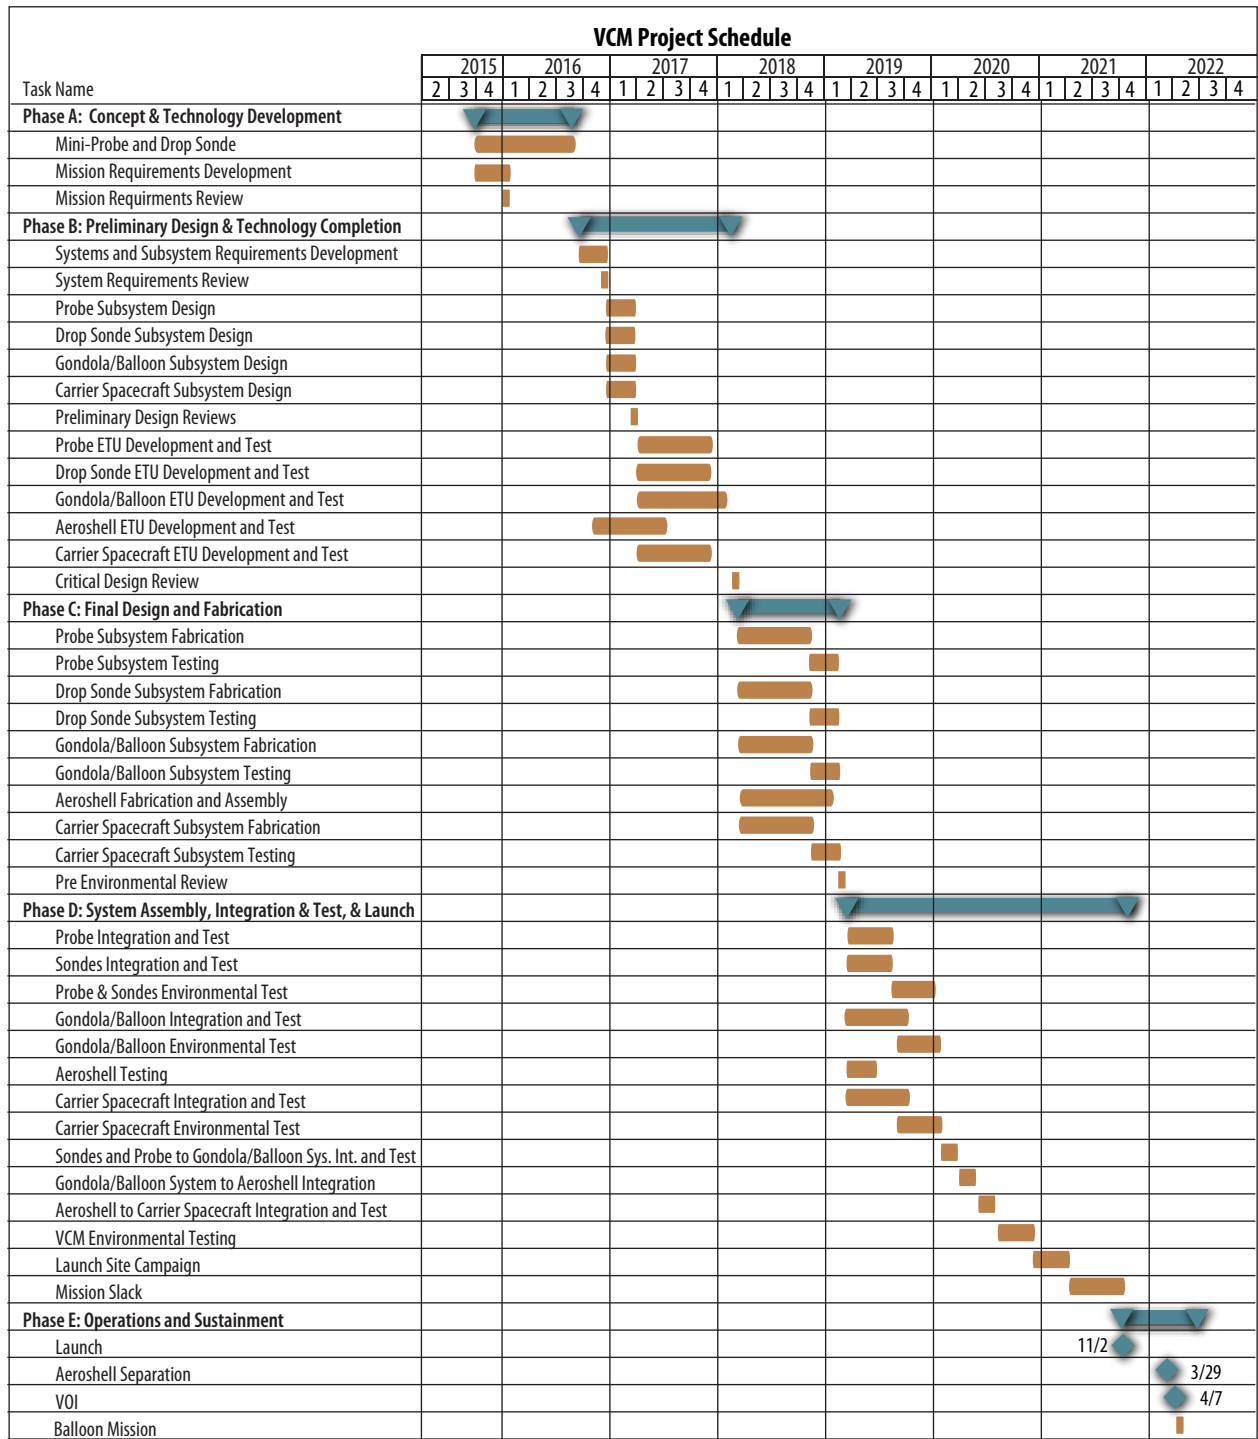 VCM Project Schedule
2015 2016 2017 2018 2019 2020 2021 2022
Task Name 2 3 4 1 2 3 4 1 2 3 4 1 2 3 4 1 2 3 4 1 2 3 4 1 2 3 4 1 2 3 4
Phase A: Concept & Technology Development
Mini-Probe and Drop Sonde
Mission Requirements Development
Mission Requirments Review
Phase B: Preliminary Design & Technology Completion
Systems and Subsystem Requirements Development
System Requirements Review
Probe Subsystem Design
Drop Sonde Subsystem Design
Gondola/Balloon Subsystem Design
Carrier Spacecraft Subsystem Design
Preliminary Design Reviews
Probe ETU Development and Test
Drop Sonde ETU Development and Test
Gondola/Balloon ETU Development and Test
Aeroshell ETU Development and Test
Carrier Spacecraft ETU Development and Test
Critical Design Review
Phase C: Final Design and Fabrication
Probe Subsystem Fabrication
Probe Subsystem Testing
Drop Sonde Subsystem Fabrication
Drop Sonde Subsystem Testing
Gondola/Balloon Subsystem Fabrication
Gondola/Balloon Subsystem Testing
Aeroshell Fabrication and Assembly
Carrier Spacecraft Subsystem Fabrication
Carrier Spacecraft Subsystem Testing
Pre Environmental Review
Phase D: System Assembly, Integration & Test, & Launch
Probe Integration and Test
Sondes Integration and Test
Probe & Sondes Environmental Test
Gondola/Balloon Integration and Test
Gondola/Balloon Environmental Test
Aeroshell Testing
Carrier Spacecraft Integration and Test
Carrier Spacecraft Environmental Test
Sondes and Probe to Gondola/Balloon Sys. Int. and Test
Gondola/Balloon System to Aeroshell Integration
Aeroshell to Carrier Spacecraft Integration and Test
VCM Environmental Testing
Launch Site Campaign
Mission Slack
Phase E: Operations and Sustainment
Launch 11/2
Aeroshell Separation 3/29
VOI 4/7
Balloon Mission